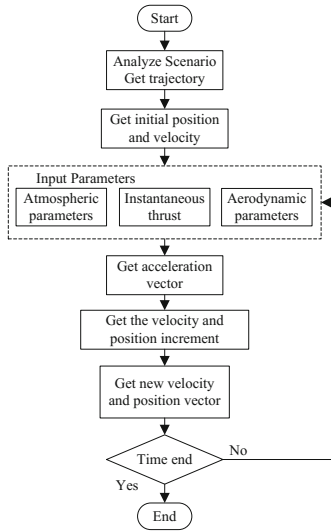 Start
Analyze Scenario
Get trajectory
Get initial position
and velocity
Input Parameters
Atmospheric
parameters
Instantaneous
thrust
Aerodynamic
parameters
Get acceleration
vector
Get the velocity and
position increment
Get new velocity
and position vector
Time end
No
Yes
End